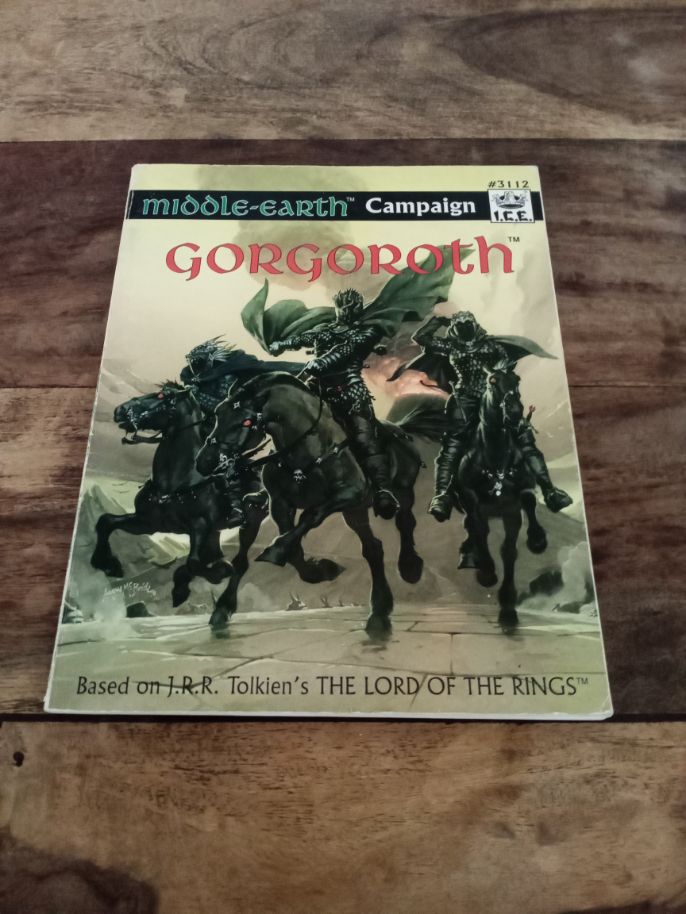 #3112
MIDDLE-EARTH™ Campaign I.C.E.
GORGOROTH™
Based on J.R.R. Tolkien's THE LORD OF THE RINGS™